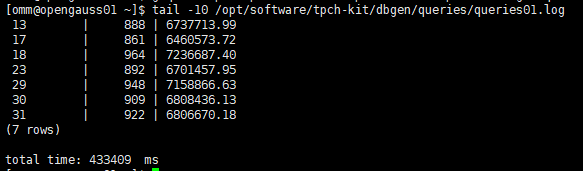 [omm@opengauss01 ~]$ tail -10 /opt/software/tpch-kit/dbgen/queries/queries01.log
 13       |      888 | 6737713.99
 17       |      861 | 6460573.72
 18       |      964 | 7236687.40
 23       |      892 | 6701457.95
 29       |      948 | 7158866.63
 30       |      909 | 6808436.13
 31       |      922 | 6806670.18
(7 rows)
total time: 433409  ms